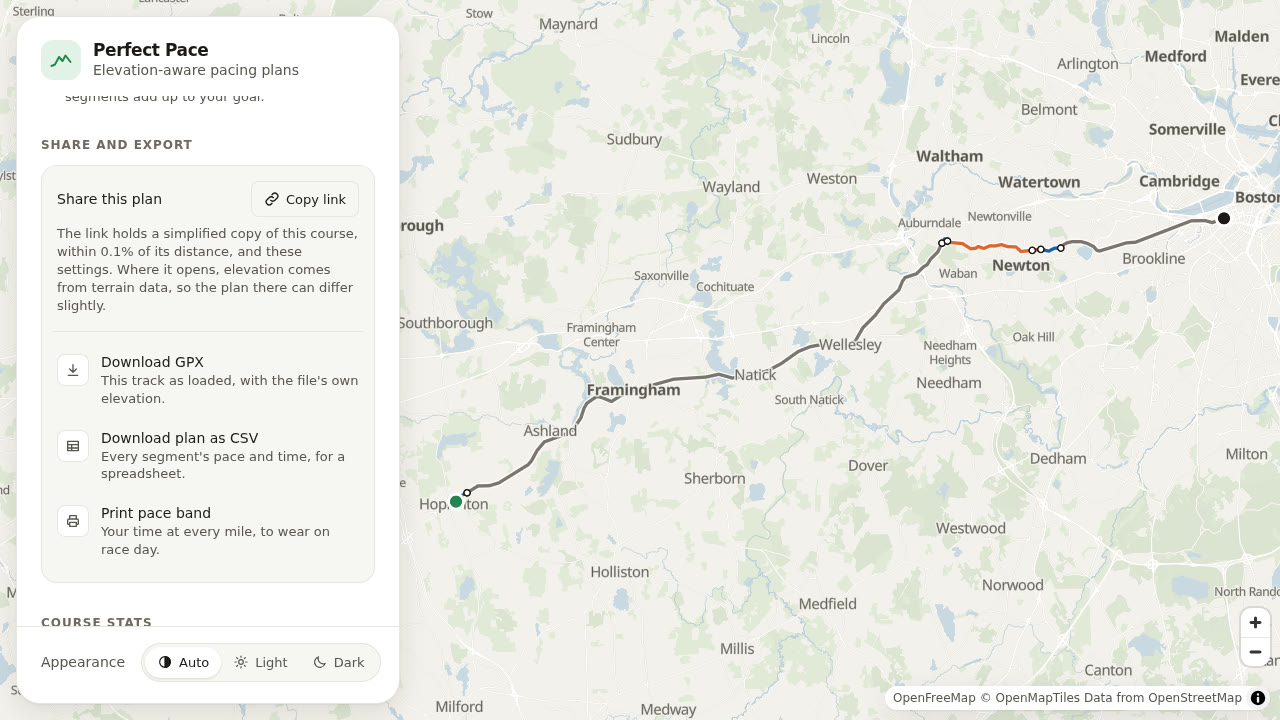 Perfect Pace
Elevation-aware pacing plans
segments add up to your goal.
SHARE AND EXPORT
Share this plan
Copy link
The link holds a simplified copy of this course,
within 0.1% of its distance, and these
settings. Where it opens, elevation comes
from terrain data, so the plan there can differ
slightly.
Download GPX
This track as loaded, with the file's own
elevation.
Download plan as CSV
Every segment's pace and time, for a
spreadsheet.
Print pace band
Your time at every mile, to wear on
race day.
COURSE STATS
Appearance
Auto
Light
Dark
Sterling
Stow
Maynard
Lincoln
Malden
Medford
Arlington
Belmont
Somerville
Sudbury
Waltham
Watertown
Cambridge
Boston
Wayland
Weston
Auburndale
Newtonville
Newton
Waban
Brookline
Saxonville
Cochituate
Southborough
Framingham
Center
Wellesley
Needham
Heights
Oak Hill
Needham
Natick
Framingham
South Natick
Ashland
Sherborn
Dover
Dedham
Milton
Westwood
Holliston
Medfield
Norwood
Millis
Canton
Milford
Medway
OpenFreeMap © OpenMapTiles Data from OpenStreetMap